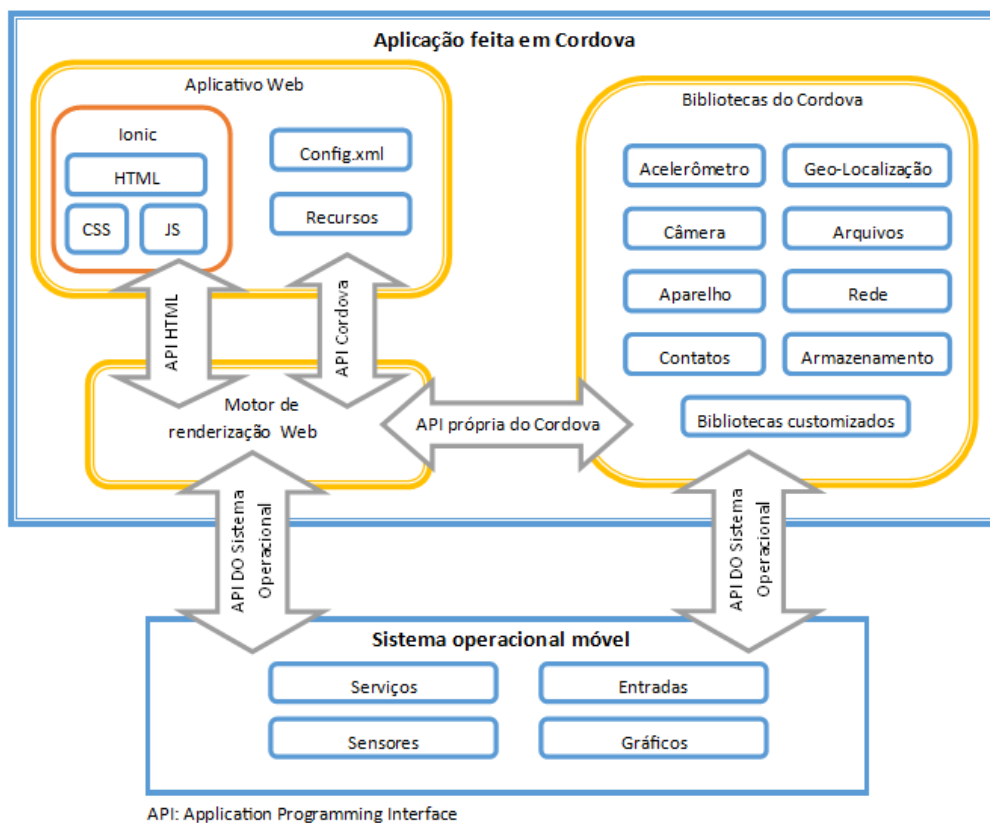 Aplicação feita em Cordova
Aplicativo Web
Ionic
HTML
CSS
JS
Config.xml
Recursos
Bibliotecas do Cordova
Acelerômetro
Geo-Localização
Câmera
Arquivos
Aparelho
Rede
Contatos
Armazenamento
Bibliotecas customizados
API HTML
API Cordova
Motor de
renderização Web
API própria do Cordova
API DO Sistema
Operacional
API DO Sistema
Operacional
Sistema operacional móvel
Serviços
Entradas
Sensores
Gráficos
API: Application Programming Interface